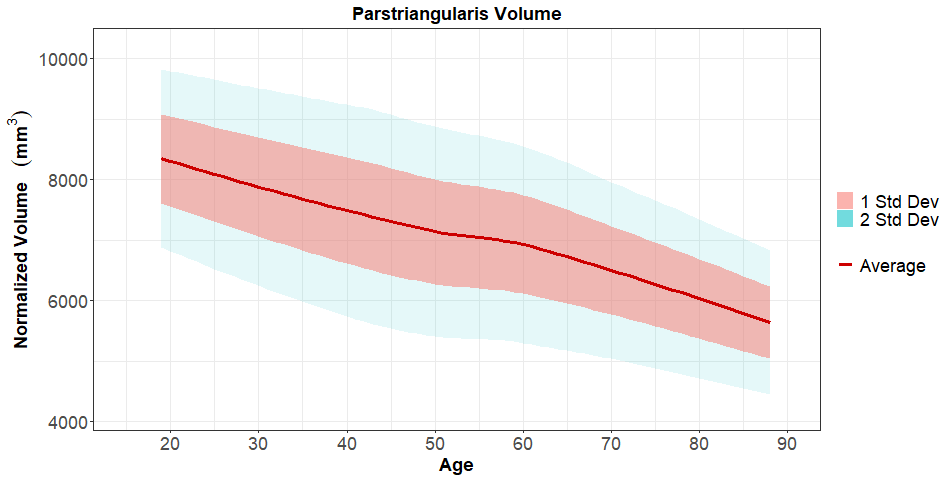 Parstriangularis Volume
Normalized Volume (mm³)
10000
8000
6000
4000
20 30 40 50 60 70 80 90
Age
1 Std Dev
2 Std Dev
Average